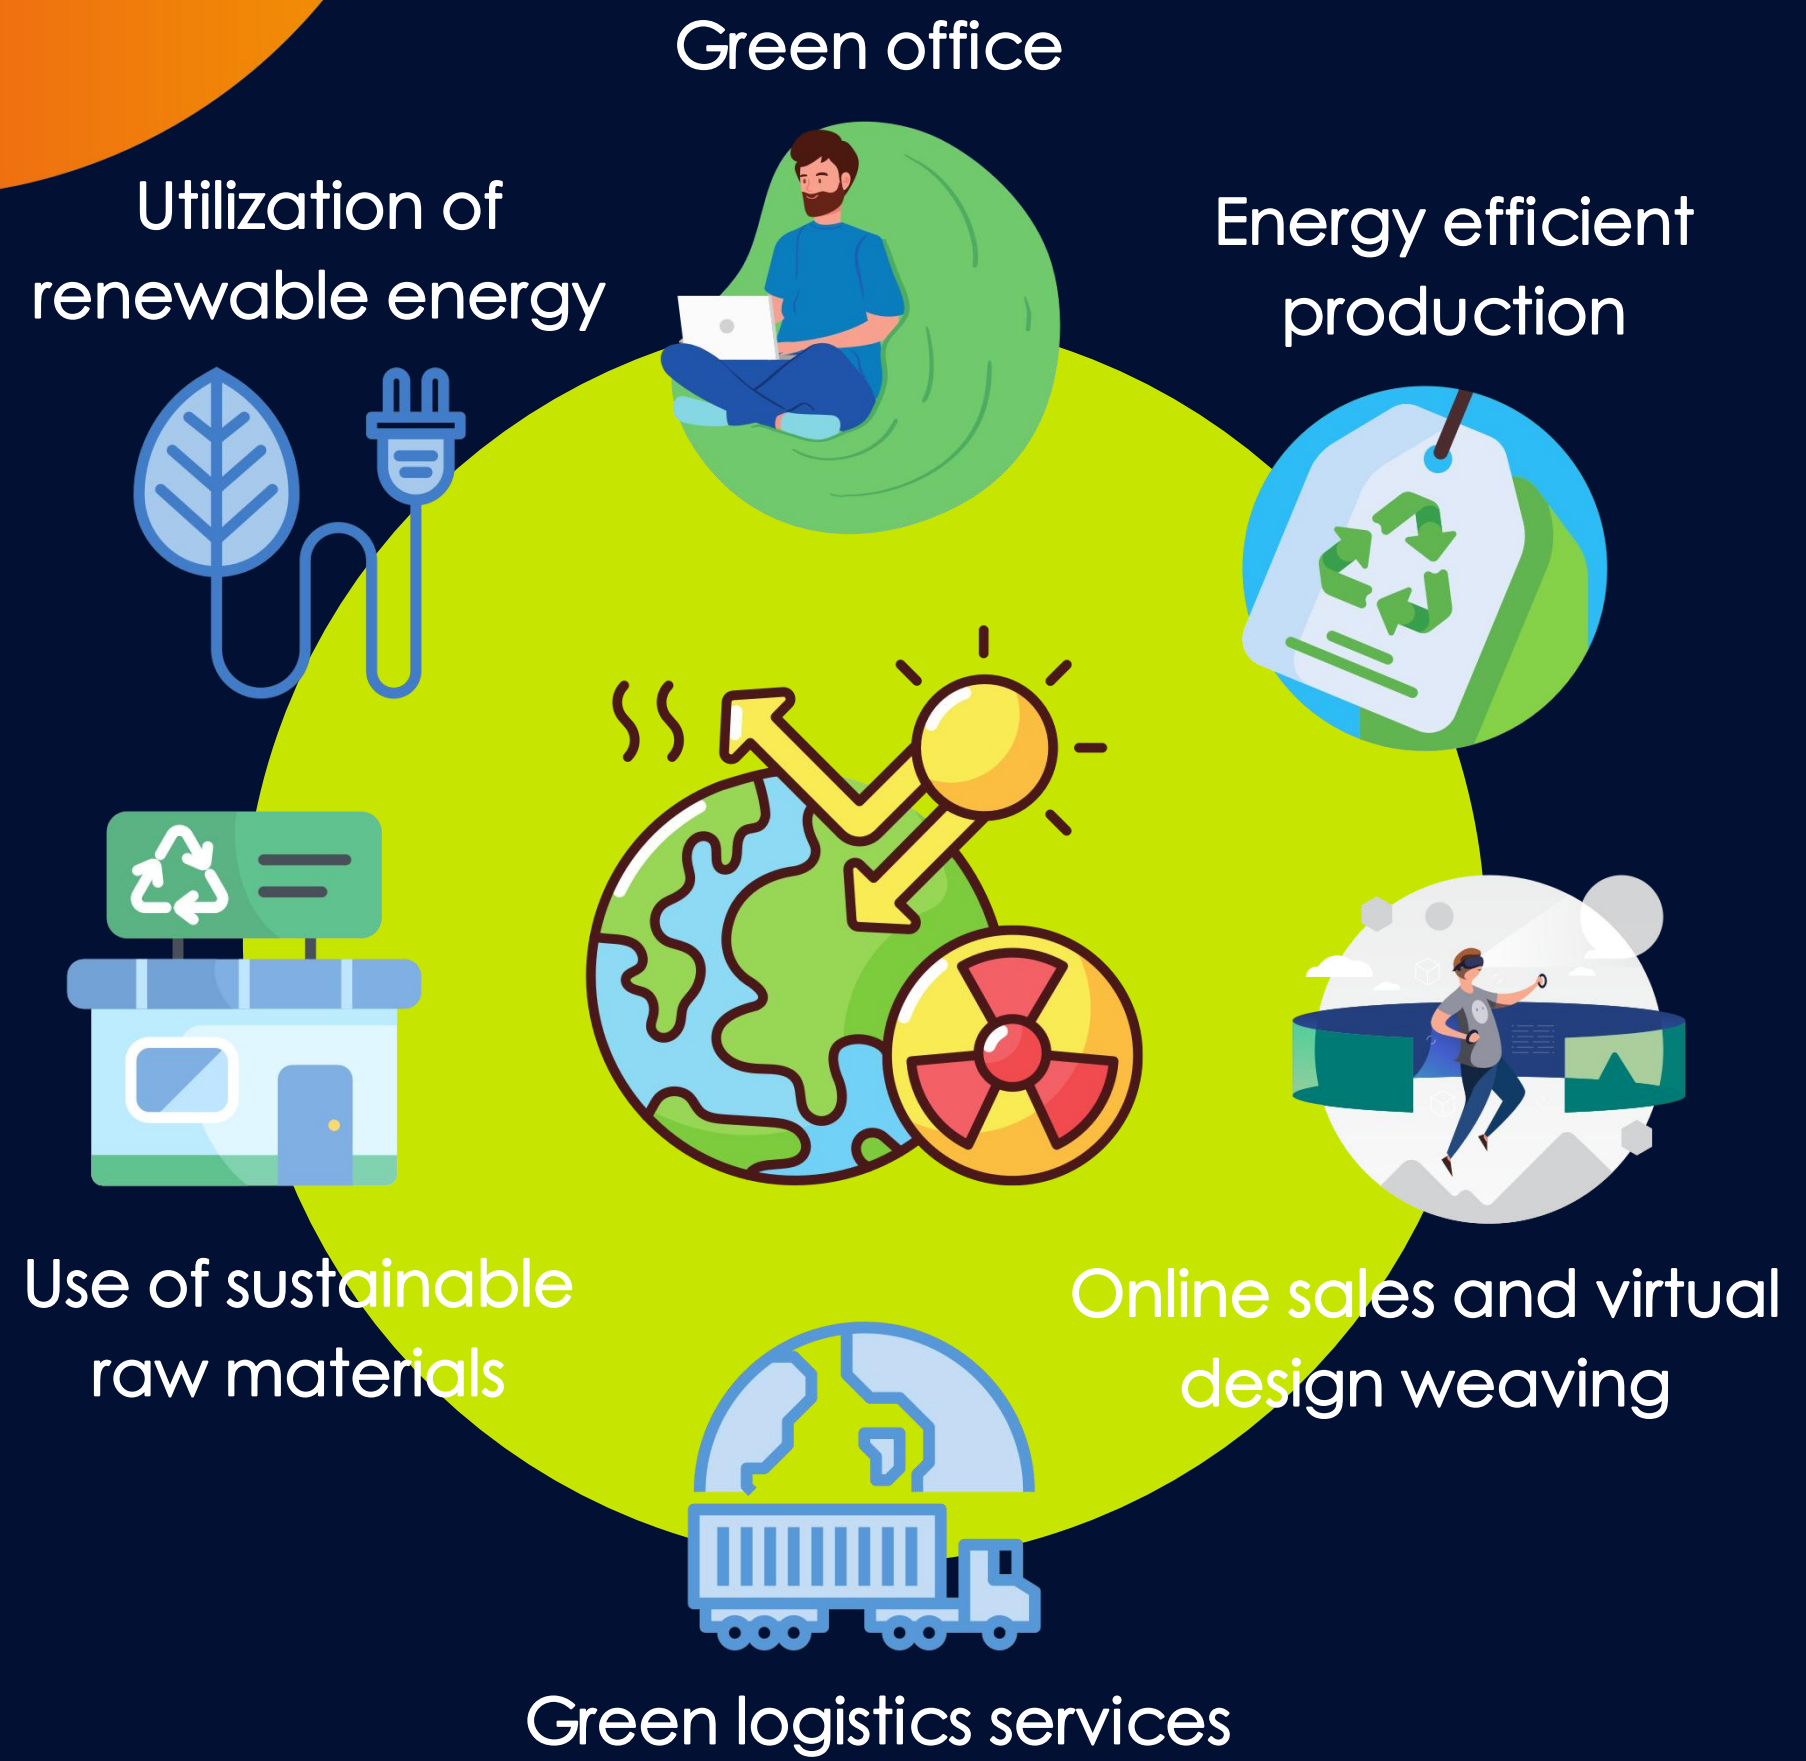 Green office
Utilization of
renewable energy
Energy efficient
production
Use of sustainable
raw materials
Online sales and virtual
design weaving
Green logistics services